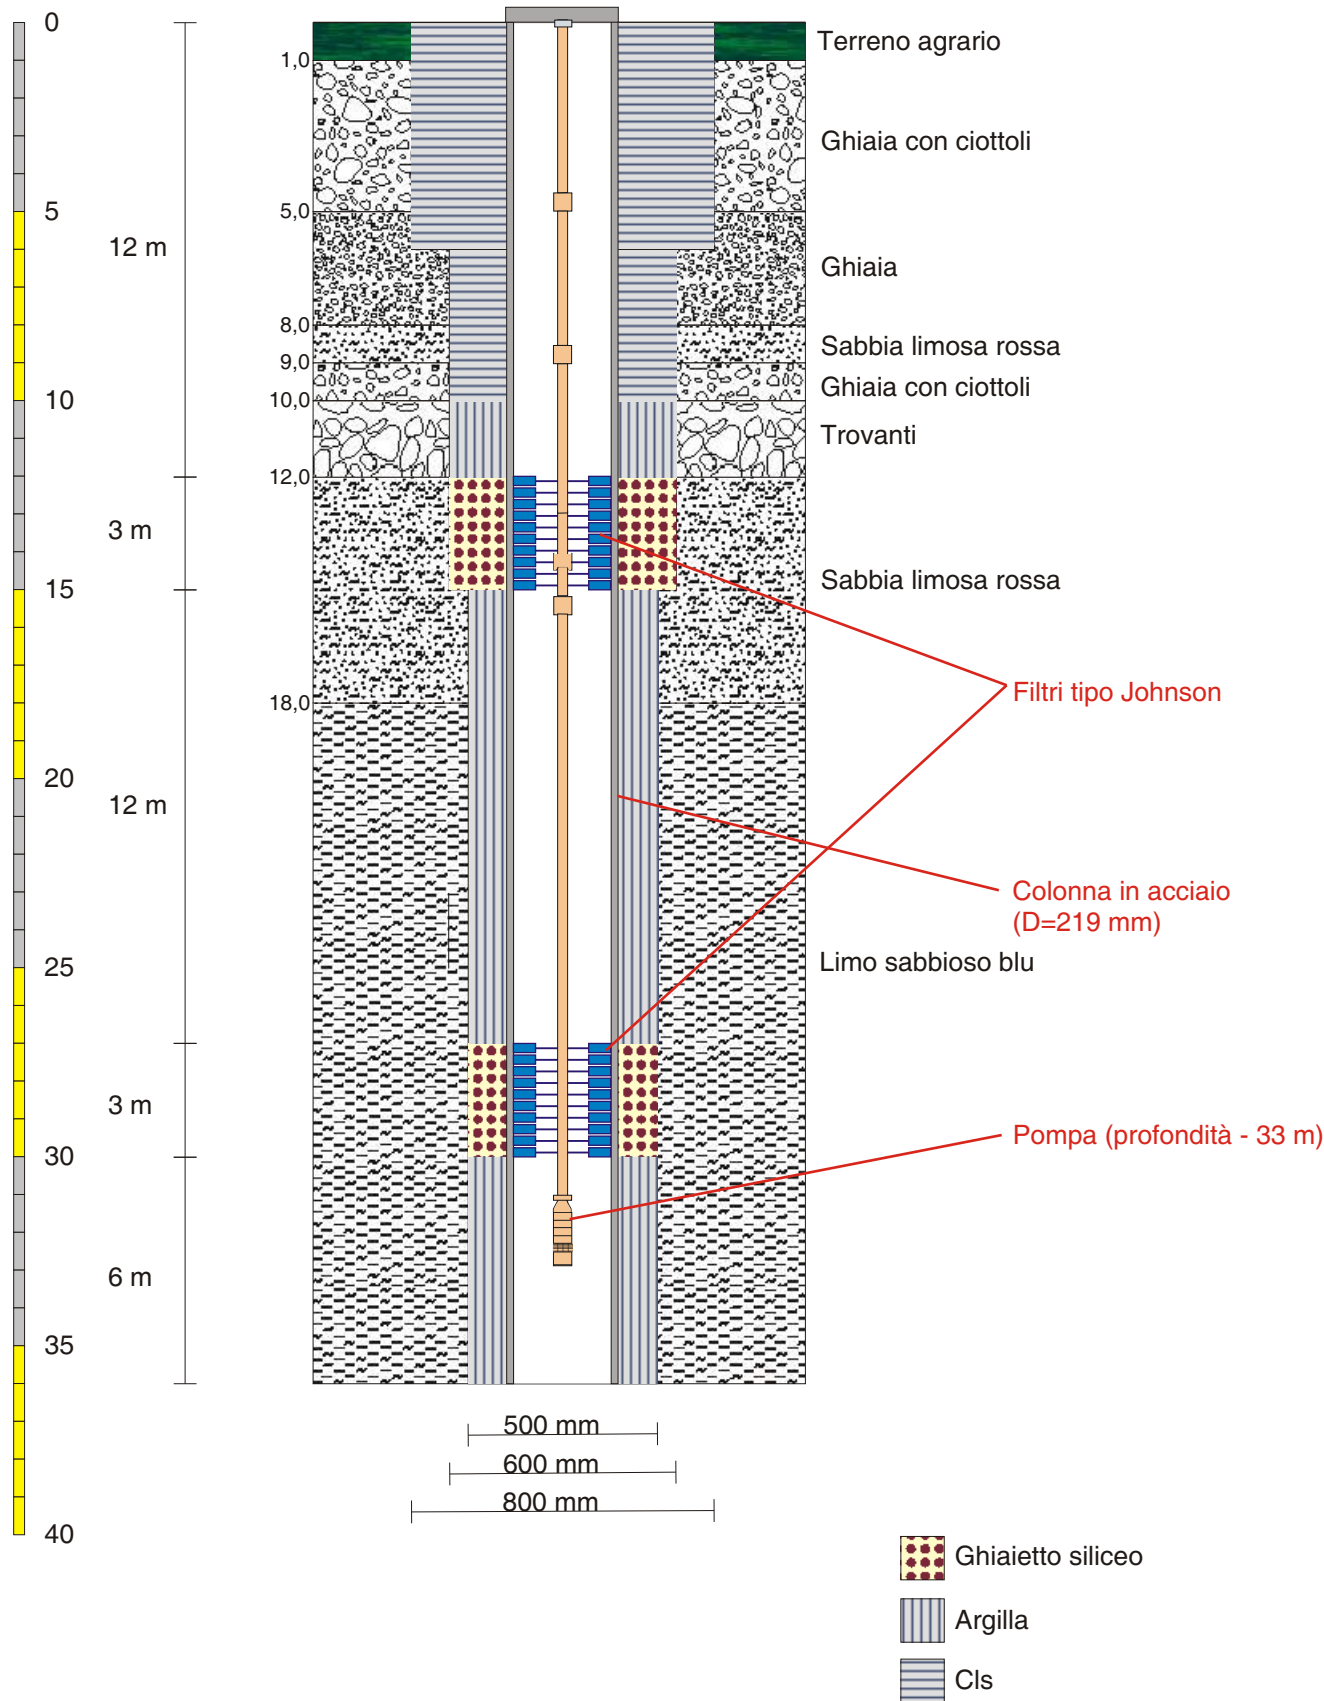 0
Terreno agrario
1,0
Ghiaia con ciottoli
5
5,0
12 m
Ghiaia
8,0
Sabbia limosa rossa
9,0
Ghiaia con ciottoli
10
10,0
Trovanti
12,0
3 m
15
Sabbia limosa rossa
Filtri tipo Johnson
18,0
20
12 m
Colonna in acciaio
(D=219 mm)
25
Limo sabbioso blu
3 m
Pompa (profondità - 33 m)
30
6 m
35
500 mm
600 mm
800 mm
40
Ghiaietto siliceo
Argilla
Cls